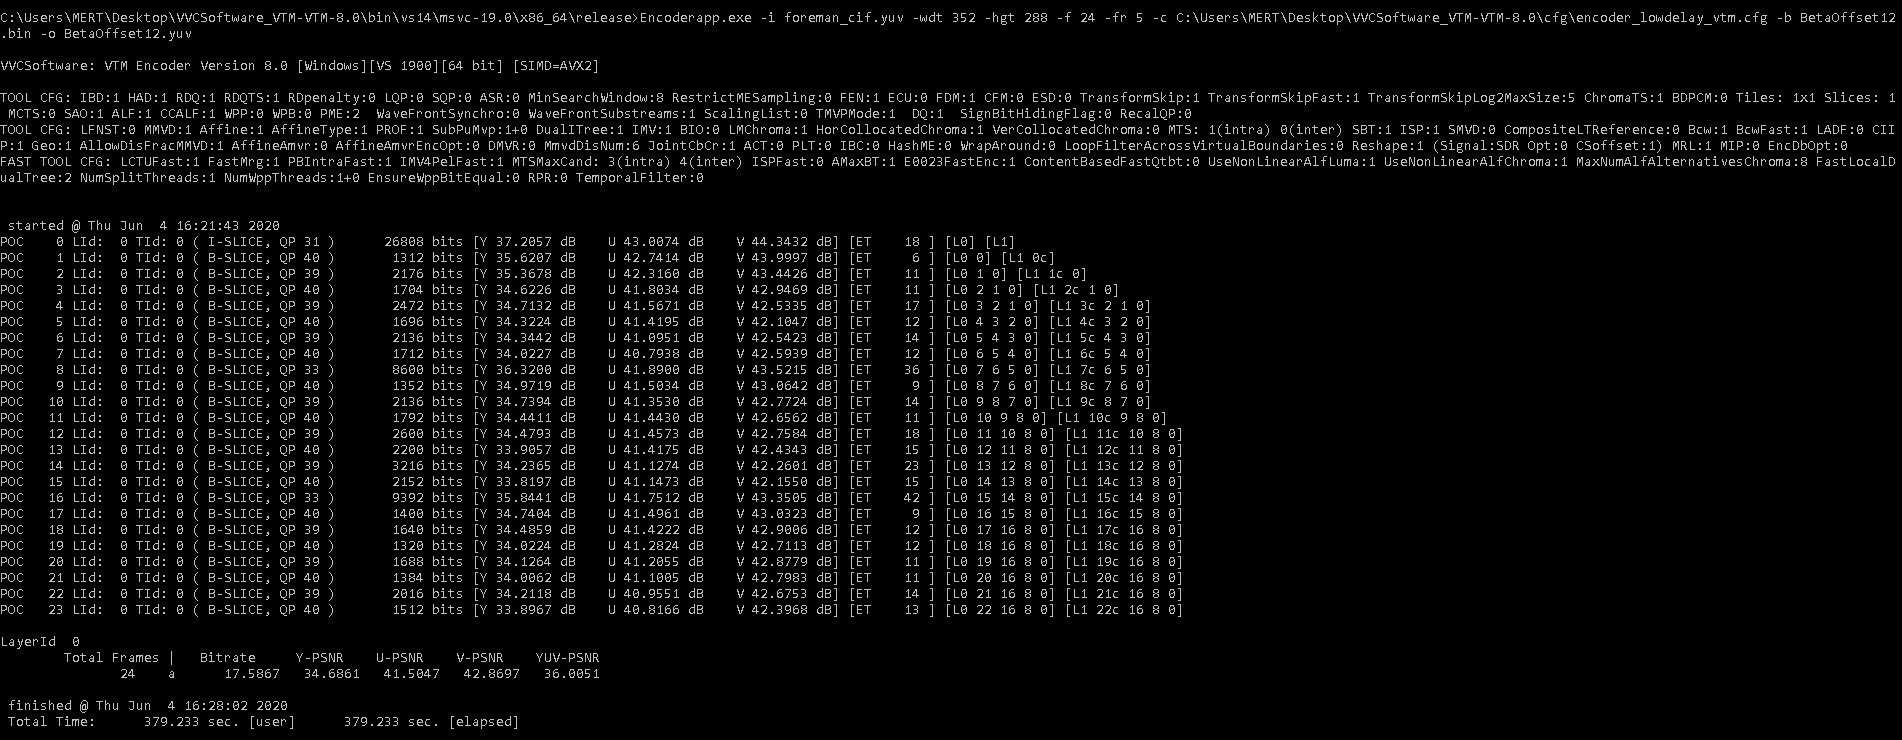 C:\Users\MERT\Desktop\VVCSoftware_VTM-VTM-8.0\bin\vs14\msvc-19.0\x86_64\release>Encoderapp.exe -i foreman_cif.yuv -wdt 352 -hgt 288 -f 24 -fr 5 -c C:\Users\MERT\Desktop\VVCSoftware_VTM-VTM-8.0\cfg\encoder_lowdelay_vtm.cfg -b BetaOffset12
.bin -o BetaOffset12.yuv
VVCSoftware: VTM Encoder Version 8.0 [Windows][VS 1900][64 bit] [SIMD=AVX2]
TOOL CFG: IBD:1 HAD:1 RDQ:1 RDQTS:1 RDpenalty:0 LQP:0 SQP:0 ASR:0 MinSearchWindow:8 RestrictMESampling:0 FEN:1 ECU:0 FDM:1 CFM:0 ESD:0 TransformSkip:1 TransformSkipFast:1 TransformSkipLog2MaxSize:5 ChromaTS:1 BDPCM:0 Tiles: 1x1 Slices: 1
MCTS:0 SAO:1 ALF:1 CCALF:1 WPP:0 WPB:0 PME:2 WaveFrontSynchro:0 WaveFrontSubstreams:1 ScalingList:0 TMVPMode:1 DQ:1 SignBitHidingFlag:0 RecalQP:0
TOOL CFG: LFNST:0 MMVD:1 Affine:1 AffineType:1 PROF:1 SubPuMvp:1+0 DualITree:1 IMV:1 BIO:0 LMChroma:1 HorCollocatedChroma:1 VerCollocatedChroma:0 MTS: 1(intra) 0(inter) SBT:1 ISP:1 SMVD:0 CompositeLTReference:0 Bcw:1 BcwFast:1 LADF:0 CII
P:1 Geo:1 AllowDisFracMMVD:1 AffineAmvr:0 AffineAmvrEncOpt:0 DMVR:0 MmvdDisNum:6 JointCbCr:1 ACT:0 PLT:0 IBC:0 HashME:0 WrapAround:0 LoopFilterAcrossVirtualBoundaries:0 Reshape:1 (Signal:SDR Opt:0 CSoffset:1) MRL:1 MIP:0 EncDbOpt:0
FAST TOOL CFG: LCTUFast:1 FastMrg:1 PBIntraFast:1 IMV4PelFast:1 MTSMaxCand: 3(intra) 4(inter) ISPFast:0 AMaxBT:1 E0023FastEnc:1 ContentBasedFastQtbt:0 UseNonLinearAlfLuma:1 UseNonLinearAlfChroma:1 MaxNumAlfAlternativesChroma:8 FastLocalD
ualTree:2 NumSplitThreads:1 NumWppThreads:1+0 EnsureWppBitEqual:0 RPR:0 TemporalFilter:0
started @ Thu Jun  4 16:21:43 2020
POC 0 LId: 0 TId: 0 ( I-SLICE, QP 31 ) 26808 bits [Y 37.2057 dB U 43.0074 dB V 44.3432 dB] [ET 18 ] [L0] [L1]
POC 1 LId: 0 TId: 0 ( B-SLICE, QP 40 ) 1312 bits [Y 35.6207 dB U 42.7414 dB V 43.9997 dB] [ET 6 ] [L0 0] [L1 0c]
POC 2 LId: 0 TId: 0 ( B-SLICE, QP 39 ) 2176 bits [Y 35.3678 dB U 42.3160 dB V 43.4426 dB] [ET 11 ] [L0 1 0] [L1 1c 0]
POC 3 LId: 0 TId: 0 ( B-SLICE, QP 40 ) 1704 bits [Y 34.6226 dB U 41.8034 dB V 42.9469 dB] [ET 11 ] [L0 2 1 0] [L1 2c 1 0]
POC 4 LId: 0 TId: 0 ( B-SLICE, QP 39 ) 2472 bits [Y 34.7132 dB U 41.5671 dB V 42.5335 dB] [ET 17 ] [L0 3 2 1 0] [L1 3c 2 1 0]
POC 5 LId: 0 TId: 0 ( B-SLICE, QP 40 ) 1696 bits [Y 34.3224 dB U 41.4195 dB V 42.1047 dB] [ET 12 ] [L0 4 3 2 0] [L1 4c 3 2 0]
POC 6 LId: 0 TId: 0 ( B-SLICE, QP 39 ) 2136 bits [Y 34.3442 dB U 41.0951 dB V 42.5423 dB] [ET 14 ] [L0 5 4 3 0] [L1 5c 4 3 0]
POC 7 LId: 0 TId: 0 ( B-SLICE, QP 40 ) 1712 bits [Y 34.0227 dB U 40.7938 dB V 42.5939 dB] [ET 12 ] [L0 6 5 4 0] [L1 6c 5 4 0]
POC 8 LId: 0 TId: 0 ( B-SLICE, QP 33 ) 8600 bits [Y 36.3200 dB U 41.8900 dB V 43.5215 dB] [ET 36 ] [L0 7 6 5 0] [L1 7c 6 5 0]
POC 9 LId: 0 TId: 0 ( B-SLICE, QP 40 ) 1352 bits [Y 34.9719 dB U 41.5034 dB V 43.0642 dB] [ET 9 ] [L0 8 7 6 0] [L1 8c 7 6 0]
POC 10 LId: 0 TId: 0 ( B-SLICE, QP 39 ) 2136 bits [Y 34.7394 dB U 41.3530 dB V 42.7724 dB] [ET 14 ] [L0 9 8 7 0] [L1 9c 8 7 0]
POC 11 LId: 0 TId: 0 ( B-SLICE, QP 40 ) 1792 bits [Y 34.4411 dB U 41.4430 dB V 42.6562 dB] [ET 11 ] [L0 10 9 8 0] [L1 10c 9 8 0]
POC 12 LId: 0 TId: 0 ( B-SLICE, QP 39 ) 2600 bits [Y 34.4793 dB U 41.4573 dB V 42.7584 dB] [ET 18 ] [L0 11 10 8 0] [L1 11c 10 8 0]
POC 13 LId: 0 TId: 0 ( B-SLICE, QP 40 ) 2200 bits [Y 33.9057 dB U 41.4175 dB V 42.4343 dB] [ET 15 ] [L0 12 11 8 0] [L1 12c 11 8 0]
POC 14 LId: 0 TId: 0 ( B-SLICE, QP 39 ) 3216 bits [Y 34.2365 dB U 41.1274 dB V 42.2601 dB] [ET 23 ] [L0 13 12 8 0] [L1 13c 12 8 0]
POC 15 LId: 0 TId: 0 ( B-SLICE, QP 40 ) 2152 bits [Y 33.8197 dB U 41.1473 dB V 42.1550 dB] [ET 15 ] [L0 14 13 8 0] [L1 14c 13 8 0]
POC 16 LId: 0 TId: 0 ( B-SLICE, QP 33 ) 9392 bits [Y 35.8441 dB U 41.7512 dB V 43.3505 dB] [ET 42 ] [L0 15 14 8 0] [L1 15c 14 8 0]
POC 17 LId: 0 TId: 0 ( B-SLICE, QP 40 ) 1400 bits [Y 34.7404 dB U 41.4961 dB V 43.0323 dB] [ET 9 ] [L0 16 15 8 0] [L1 16c 15 8 0]
POC 18 LId: 0 TId: 0 ( B-SLICE, QP 39 ) 1640 bits [Y 34.4859 dB U 41.4222 dB V 42.9006 dB] [ET 12 ] [L0 17 16 8 0] [L1 17c 16 8 0]
POC 19 LId: 0 TId: 0 ( B-SLICE, QP 40 ) 1320 bits [Y 34.0224 dB U 41.2824 dB V 42.7113 dB] [ET 12 ] [L0 18 16 8 0] [L1 18c 16 8 0]
POC 20 LId: 0 TId: 0 ( B-SLICE, QP 39 ) 1688 bits [Y 34.1264 dB U 41.2055 dB V 42.8779 dB] [ET 11 ] [L0 19 16 8 0] [L1 19c 16 8 0]
POC 21 LId: 0 TId: 0 ( B-SLICE, QP 40 ) 1384 bits [Y 34.0062 dB U 41.1005 dB V 42.7983 dB] [ET 11 ] [L0 20 16 8 0] [L1 20c 16 8 0]
POC 22 LId: 0 TId: 0 ( B-SLICE, QP 39 ) 2016 bits [Y 34.2118 dB U 40.9551 dB V 42.6753 dB] [ET 14 ] [L0 21 16 8 0] [L1 21c 16 8 0]
POC 23 LId: 0 TId: 0 ( B-SLICE, QP 40 ) 1512 bits [Y 33.8967 dB U 40.8166 dB V 42.3968 dB] [ET 13 ] [L0 22 16 8 0] [L1 22c 16 8 0]
LayerId  0
Total Frames | Bitrate Y-PSNR U-PSNR V-PSNR YUV-PSNR
24 a 17.5867 34.6861 41.5047 42.8697 36.0051
finished @ Thu Jun  4 16:28:02 2020
Total Time: 379.233 sec. [user] 379.233 sec. [elapsed]